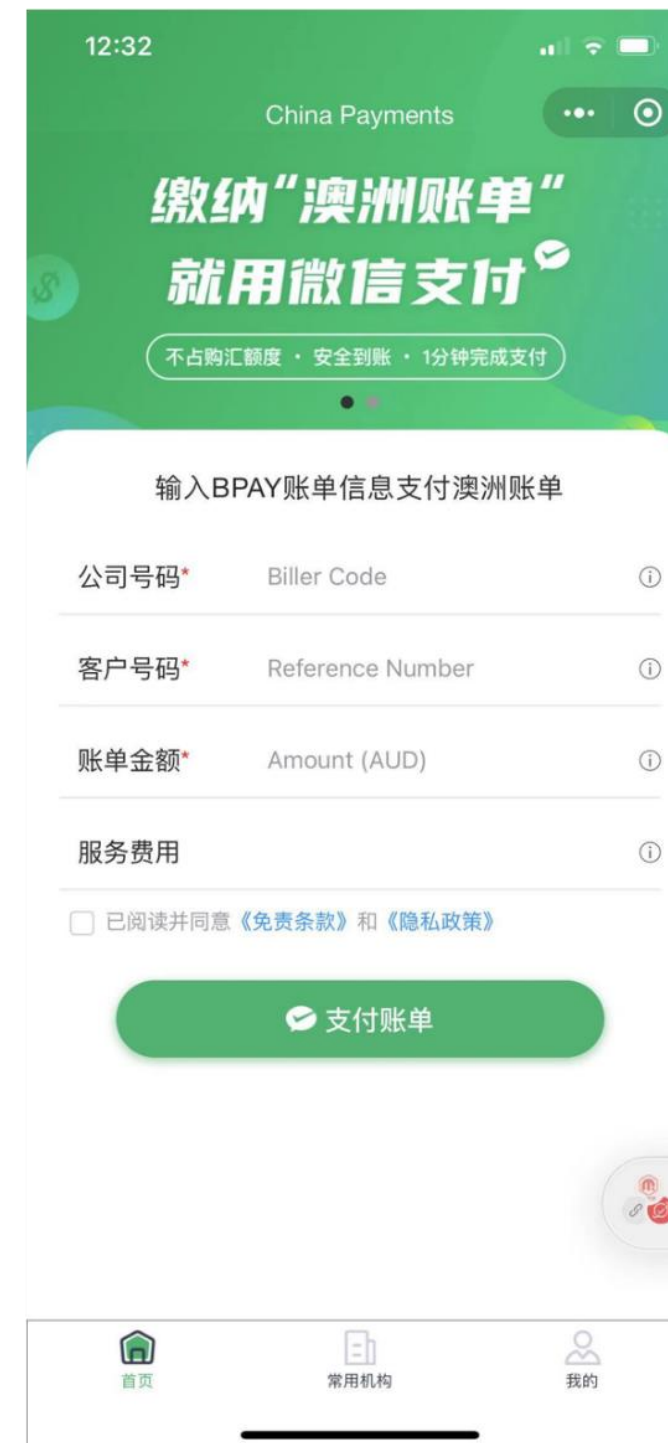 12:32
China Payments
缴纳“澳洲账单”
就用微信支付
不占购汇额度 · 安全到账 · 1分钟完成支付
输入BPAY账单信息支付澳洲账单
公司号码* Biller Code
客户号码* Reference Number
账单金额* Amount (AUD)
服务费用
已阅读并同意《免责条款》和《隐私政策》
支付账单
首页 常用机构 我的